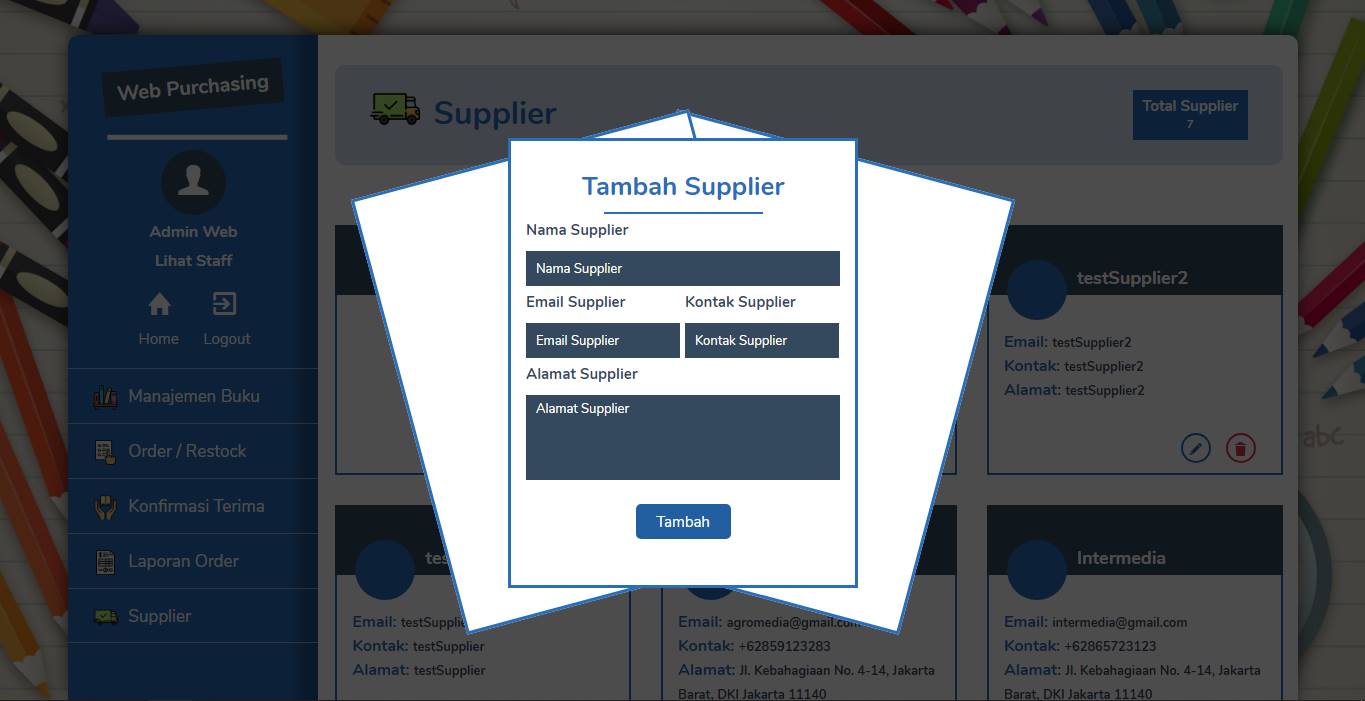 Web Purchasing
Admin Web
Lihat Staff
Home
Logout
Manajemen Buku
Order / Restock
Konfirmasi Terima
Laporan Order
Supplier
Supplier
Total Supplier
7
Tambah Supplier
Nama Supplier
Nama Supplier
Email Supplier
Kontak Supplier
Email Supplier
Kontak Supplier
Alamat Supplier
Alamat Supplier
Tambah
testSupplier2
Email: testSupplier2
Kontak: testSupplier2
Alamat: testSupplier2
Email:
Kontak: testSupplier
Alamat: testSupplier
Email: agromedia@gmail.com
Kontak: +62859123283
Alamat: Jl. Kebahagiaan No. 4-14, Jakarta
Barat, DKI Jakarta 11140
Intermedia
Email: intermedia@gmail.com
Kontak: +62865723123
Alamat: Jl. Kebahagiaan No. 4-14, Jakarta
Barat, DKI Jakarta 11140
abc